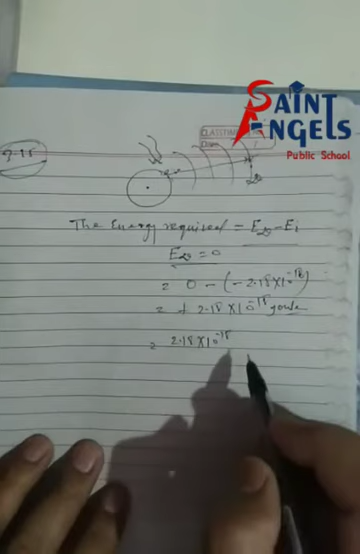 SAINT
ANGELS
Public School
CLASSTIME
The Energy required = E∞ - Ei
E∞ = 0
= 0 - (-2.18×10⁻¹⁸)
= + 2.18×10⁻¹⁸ joule
= 2.18×10⁻¹⁸